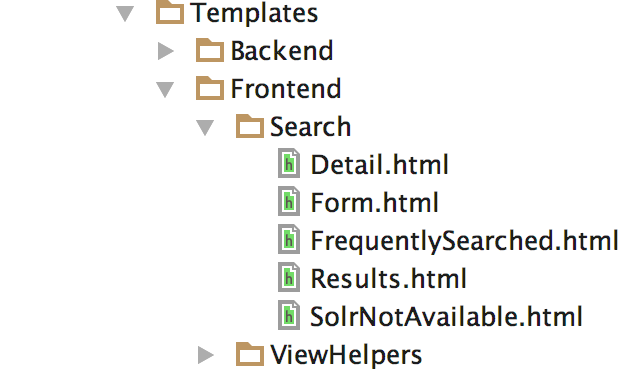 Templates
Backend
Frontend
Search
h Detail.html
h Form.html
h FrequentlySearched.html
h Results.html
h SolrNotAvailable.html
ViewHelpers